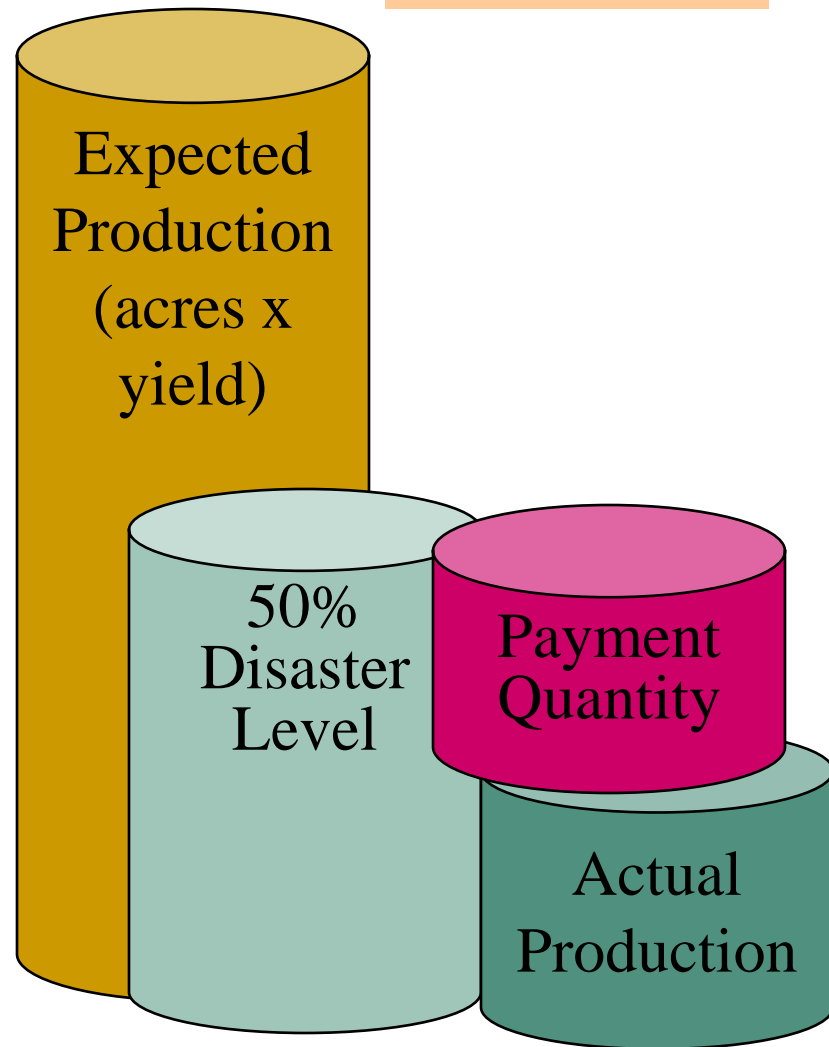 Expected
Production
(acres x
yield)
50%
Disaster
Level
Payment
Quantity
Actual
Production